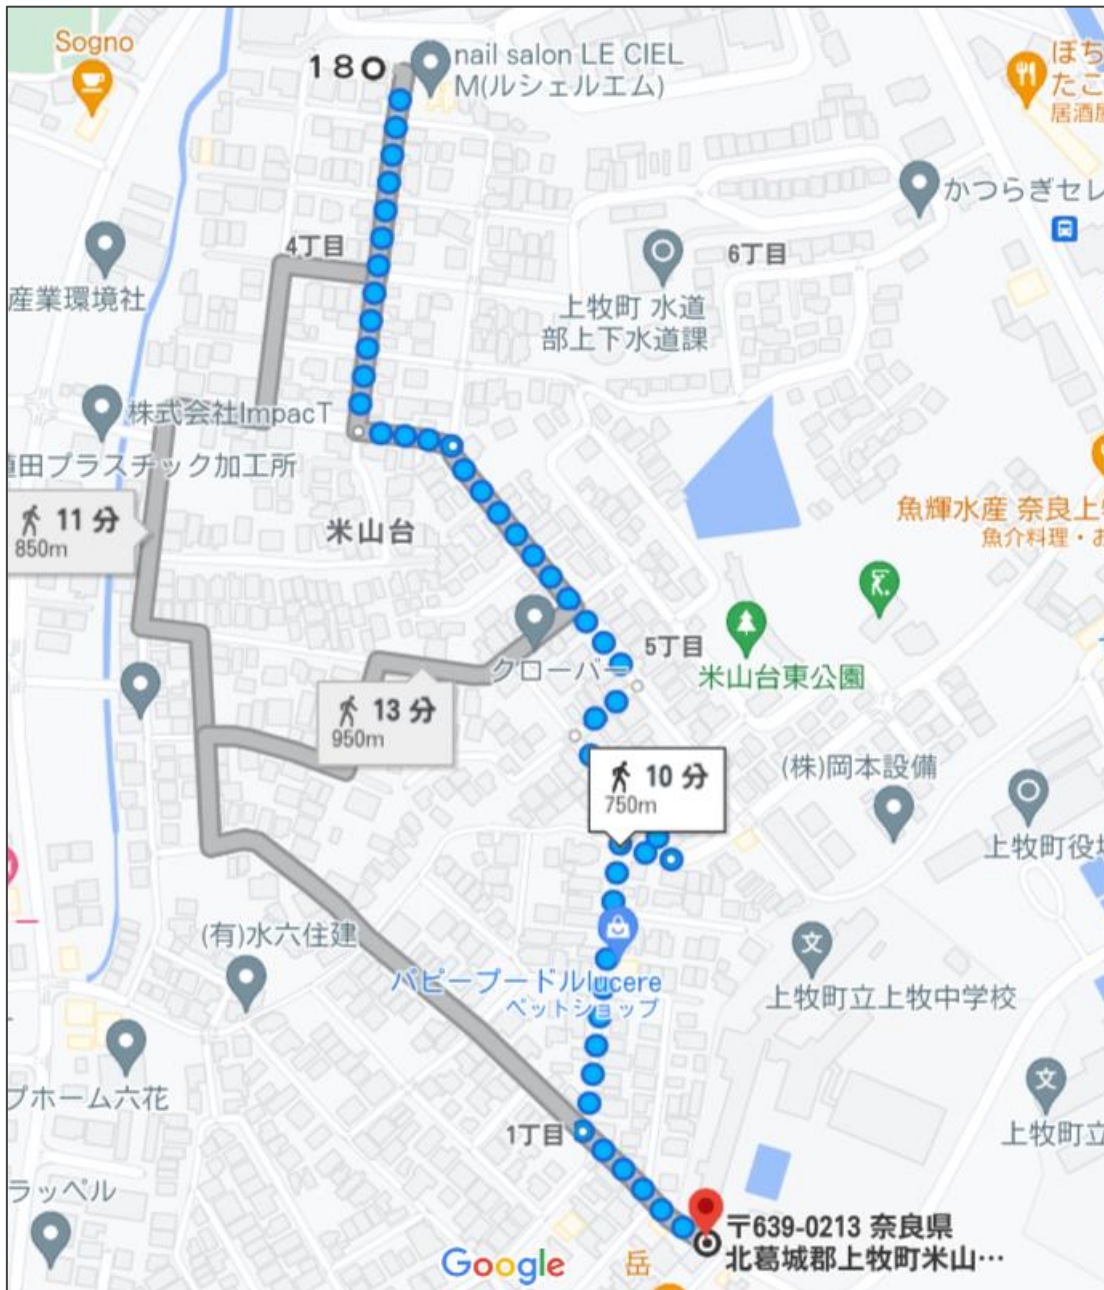 Sogno
180
nail salon LE CIEL
M(ルシェルエム)
ぼち
たこ
居酒屋
かつらぎセレ
4丁目
6丁目
産業環境社
上牧町 水道
部上下水道課
株式会社ImpacT
植田プラスチック加工所
魚輝水産 奈良上牧
魚介料理・お
11 分
850m
米山台
クローバー
5丁目
米山台東公園
13 分
950m
10 分
750m
(株)岡本設備
上牧町役場
(有)水六住建
パピープードルlucere
ペットショップ
文
上牧町立上牧中学校
プホーム六花
文
上牧町立
1丁目
ラッペル
〒639-0213 奈良県
北葛城郡上牧町米山…
Google
岳